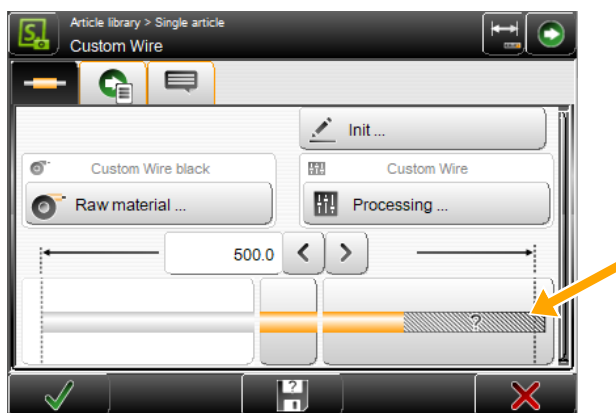 Article library > Single article
Custom Wire
Init ...
Custom Wire black
Custom Wire
Raw material ...
Processing ...
500.0
?
?